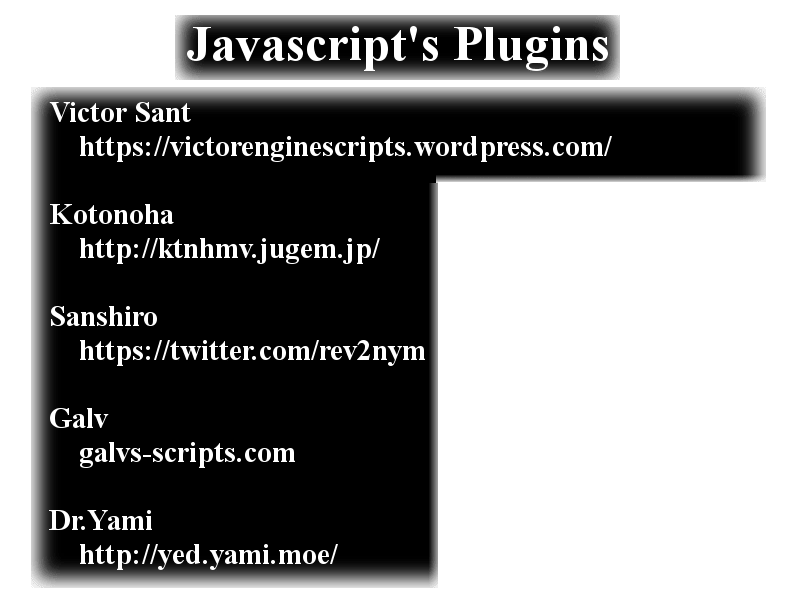 Javascript's Plugins
Victor Sant
https://victorenginescripts.wordpress.com/
Kotonoha
http://ktnhmv.jugem.jp/
Sanshiro
https://twitter.com/rev2nym
Galv
galvs-scripts.com
Dr.Yami
http://yed.yami.moe/